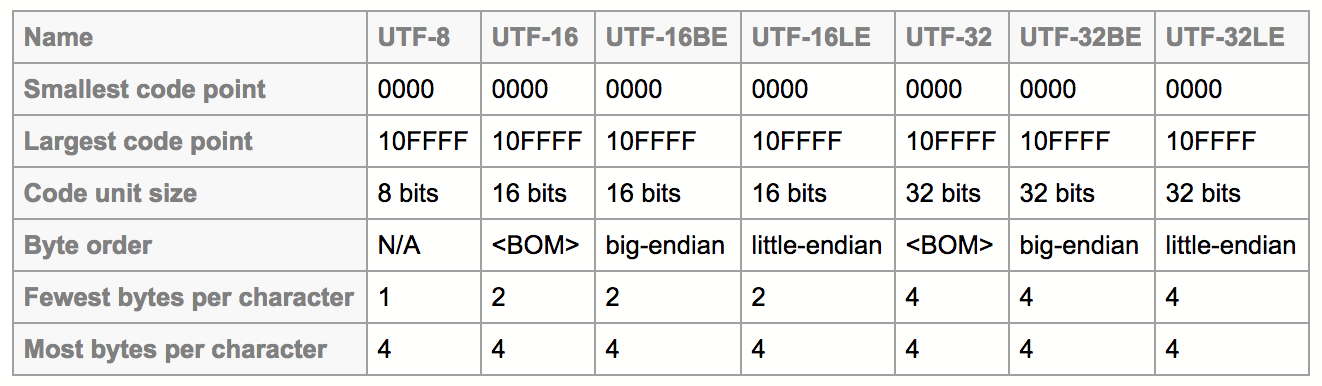 Name UTF-8 UTF-16 UTF-16BE UTF-16LE UTF-32 UTF-32BE UTF-32LE
Smallest code point 0000 0000 0000 0000 0000 0000 0000
Largest code point 10FFFF 10FFFF 10FFFF 10FFFF 10FFFF 10FFFF 10FFFF
Code unit size 8 bits 16 bits 16 bits 16 bits 32 bits 32 bits 32 bits
Byte order N/A <BOM> big-endian little-endian <BOM> big-endian little-endian
Fewest bytes per character 1 2 2 2 4 4 4
Most bytes per character 4 4 4 4 4 4 4